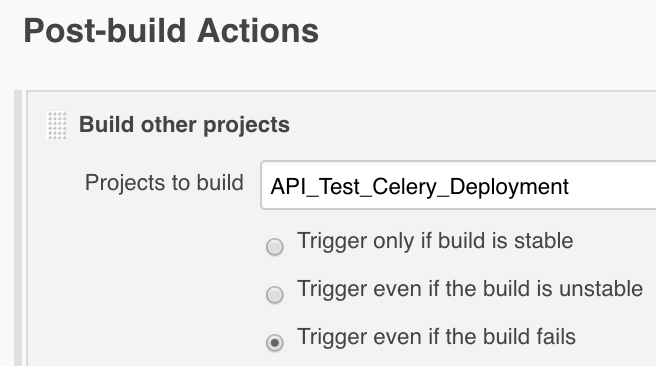 Post-build Actions
Build other projects
Projects to build API_Test_Celery_Deployment
Trigger only if build is stable
Trigger even if the build is unstable
Trigger even if the build fails